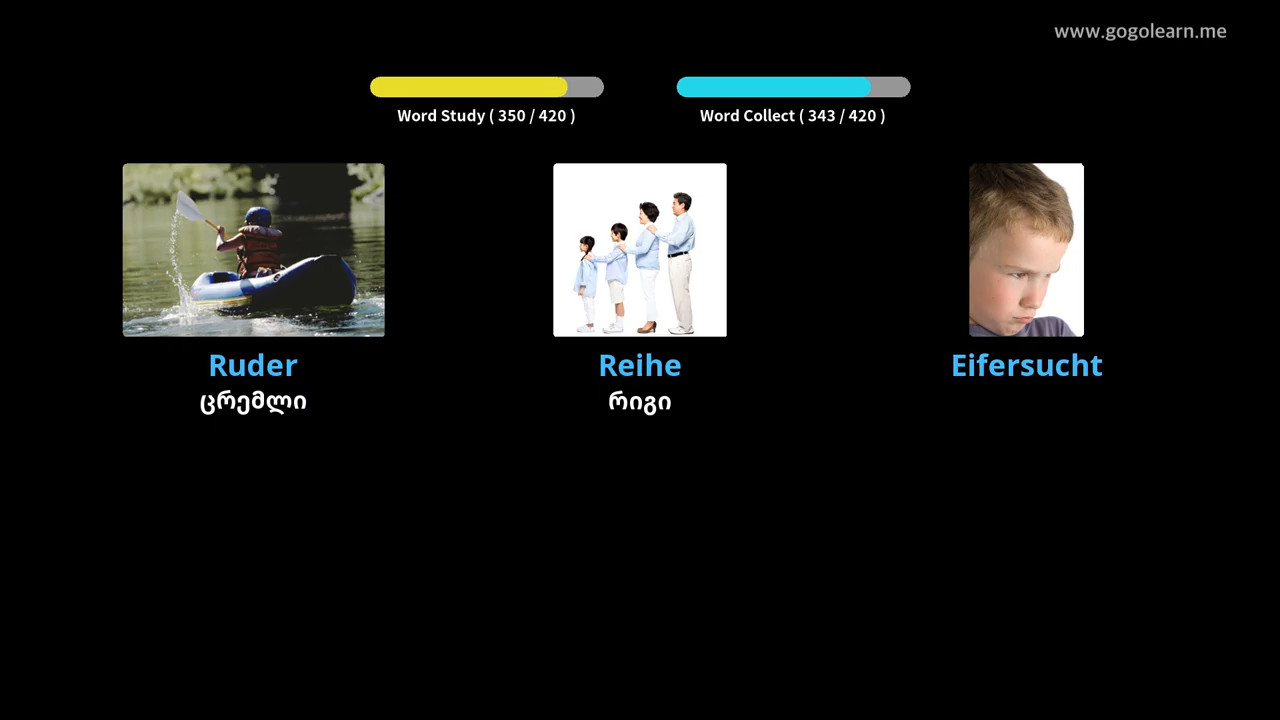 www.gogolearn.me
Word Study ( 350 / 420 )
Word Collect ( 343 / 420 )
Ruder
Reihe
Eifersucht
ცრემლი
რიგი